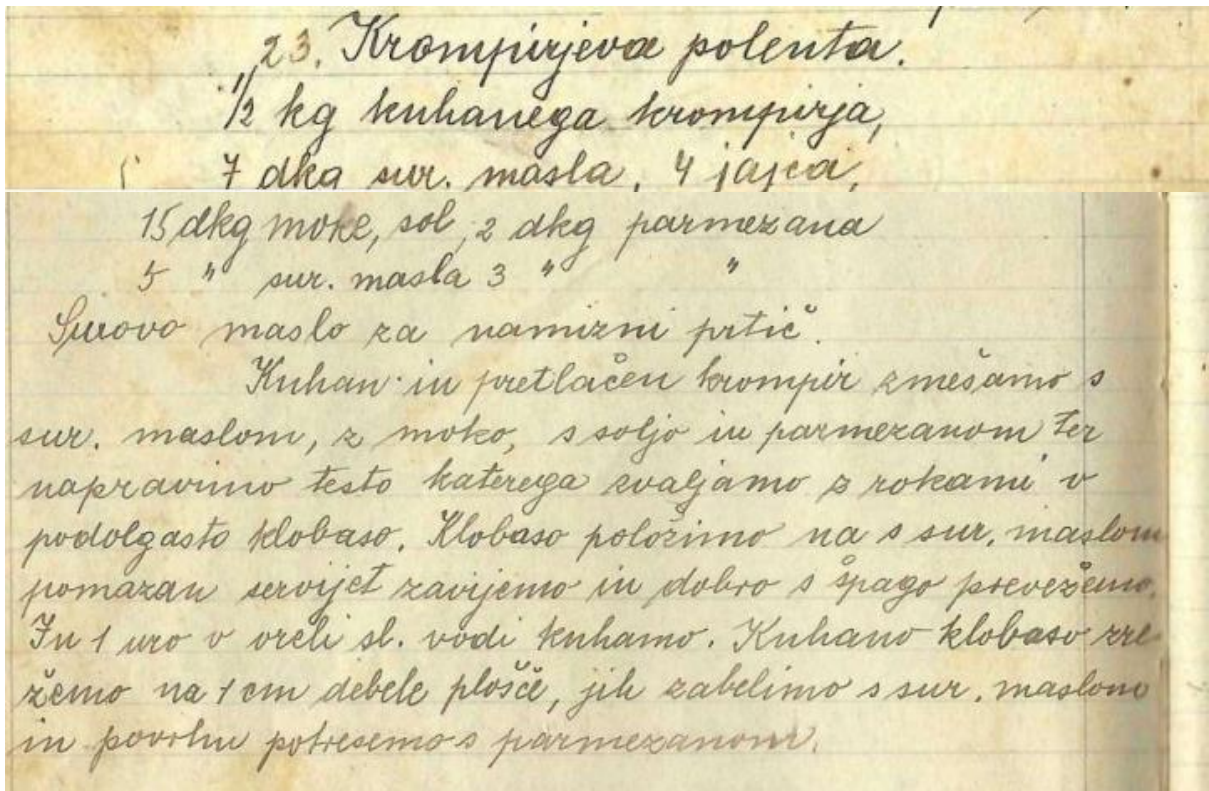 23. Krompirjeva polenta.
1/2 kg kuhanega krompirja,
7 dkg sur. masla, 4 jajca,
15 dkg moke, sol, 2 dkg parmezana
5 " sur. masla 3 " "
Surovo maslo za namizni prtič.
Kuhan in pretlačen krompir zmešamo s
sur. maslom, z moko, s soljo in parmezanom ter
napravimo testo katerega zvaljamo z rokami v
podolgasto klobaso. Klobaso položimo na s sur. maslom
pomazan servijet zavijemo in dobro s špago prevežemo.
In 1 uro v vreli sl. vodi kuhamo. Kuhano klobaso zre-
žemo na 1 cm debele plošče, jih zabelimo s sur. maslom
in povrhu potresemo s parmezanom.